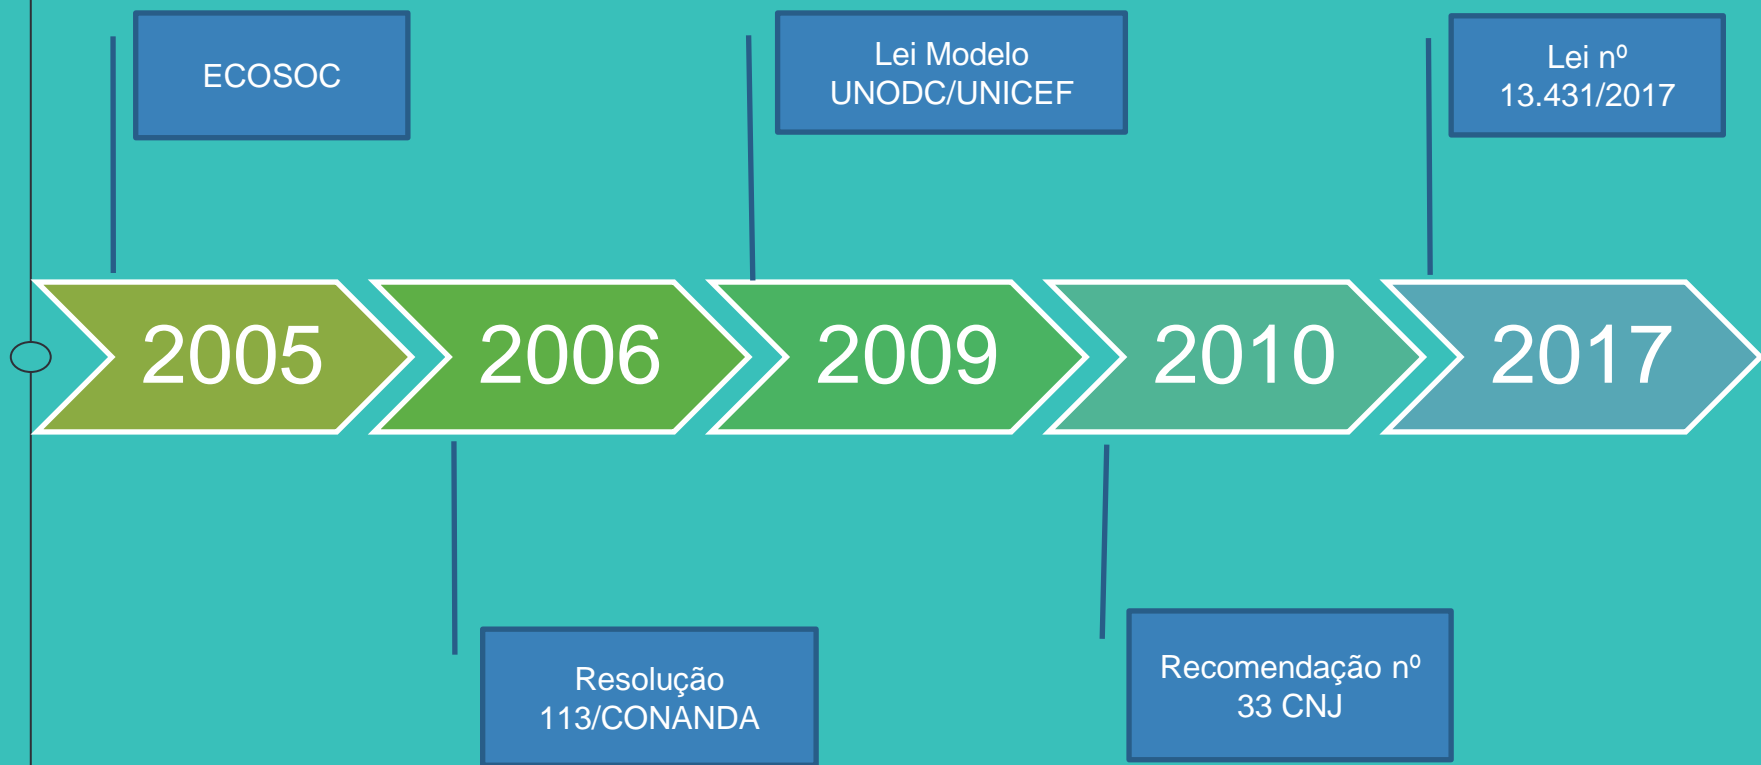 ECOSOC
Lei Modelo
UNODC/UNICEF
Lei nº
13.431/2017
2005
2006
2009
2010
2017
Resolução
113/CONANDA
Recomendação nº
33 CNJ